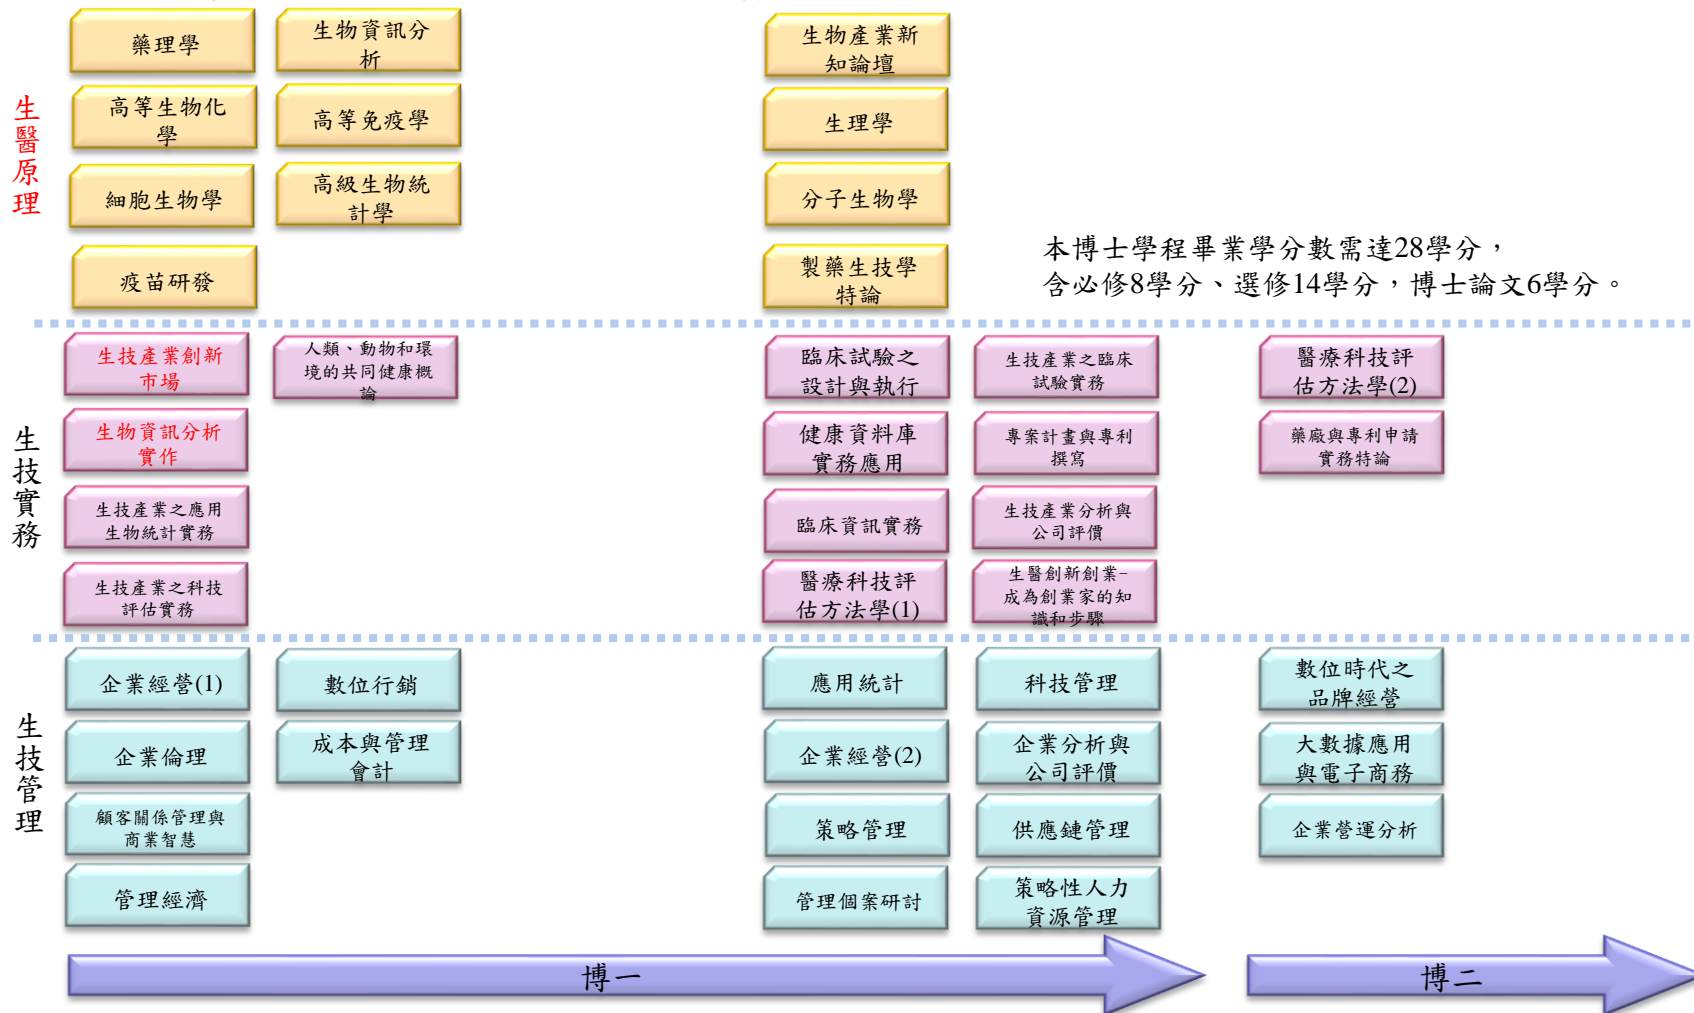 生醫原理
藥理學
生物資訊分
析
生物產業新
知論壇
高等生物化
學
高等免疫學
生理學
細胞生物學
高級生物統
計學
分子生物學
疫苗研發
製藥生技學
特論
本博士學程畢業學分數需達28學分，
含必修8學分、選修14學分，博士論文6學分。
生技實務
生技產業創新
市場
人類、動物和環
境的共同健康概
論
臨床試驗之
設計與執行
生技產業之臨床
試驗實務
醫療科技評
估方法學(2)
生物資訊分析
實作
健康資料庫
實務應用
專案計畫與專利
撰寫
藥廠與專利申請
實務特論
生技產業之應用
生物統計實務
臨床資訊實務
生技產業分析與
公司評價
生技產業之科技
評估實務
醫療科技評
估方法學(1)
生醫創新創業-
成為創業家的知
識和步驟
生技管理
企業經營(1)
數位行銷
應用統計
科技管理
數位時代之
品牌經營
企業倫理
成本與管理
會計
企業經營(2)
企業分析與
公司評價
大數據應用
與電子商務
顧客關係管理與
商業智慧
策略管理
供應鏈管理
企業營運分析
管理經濟
管理個案研討
策略性人力
資源管理
博一
博二